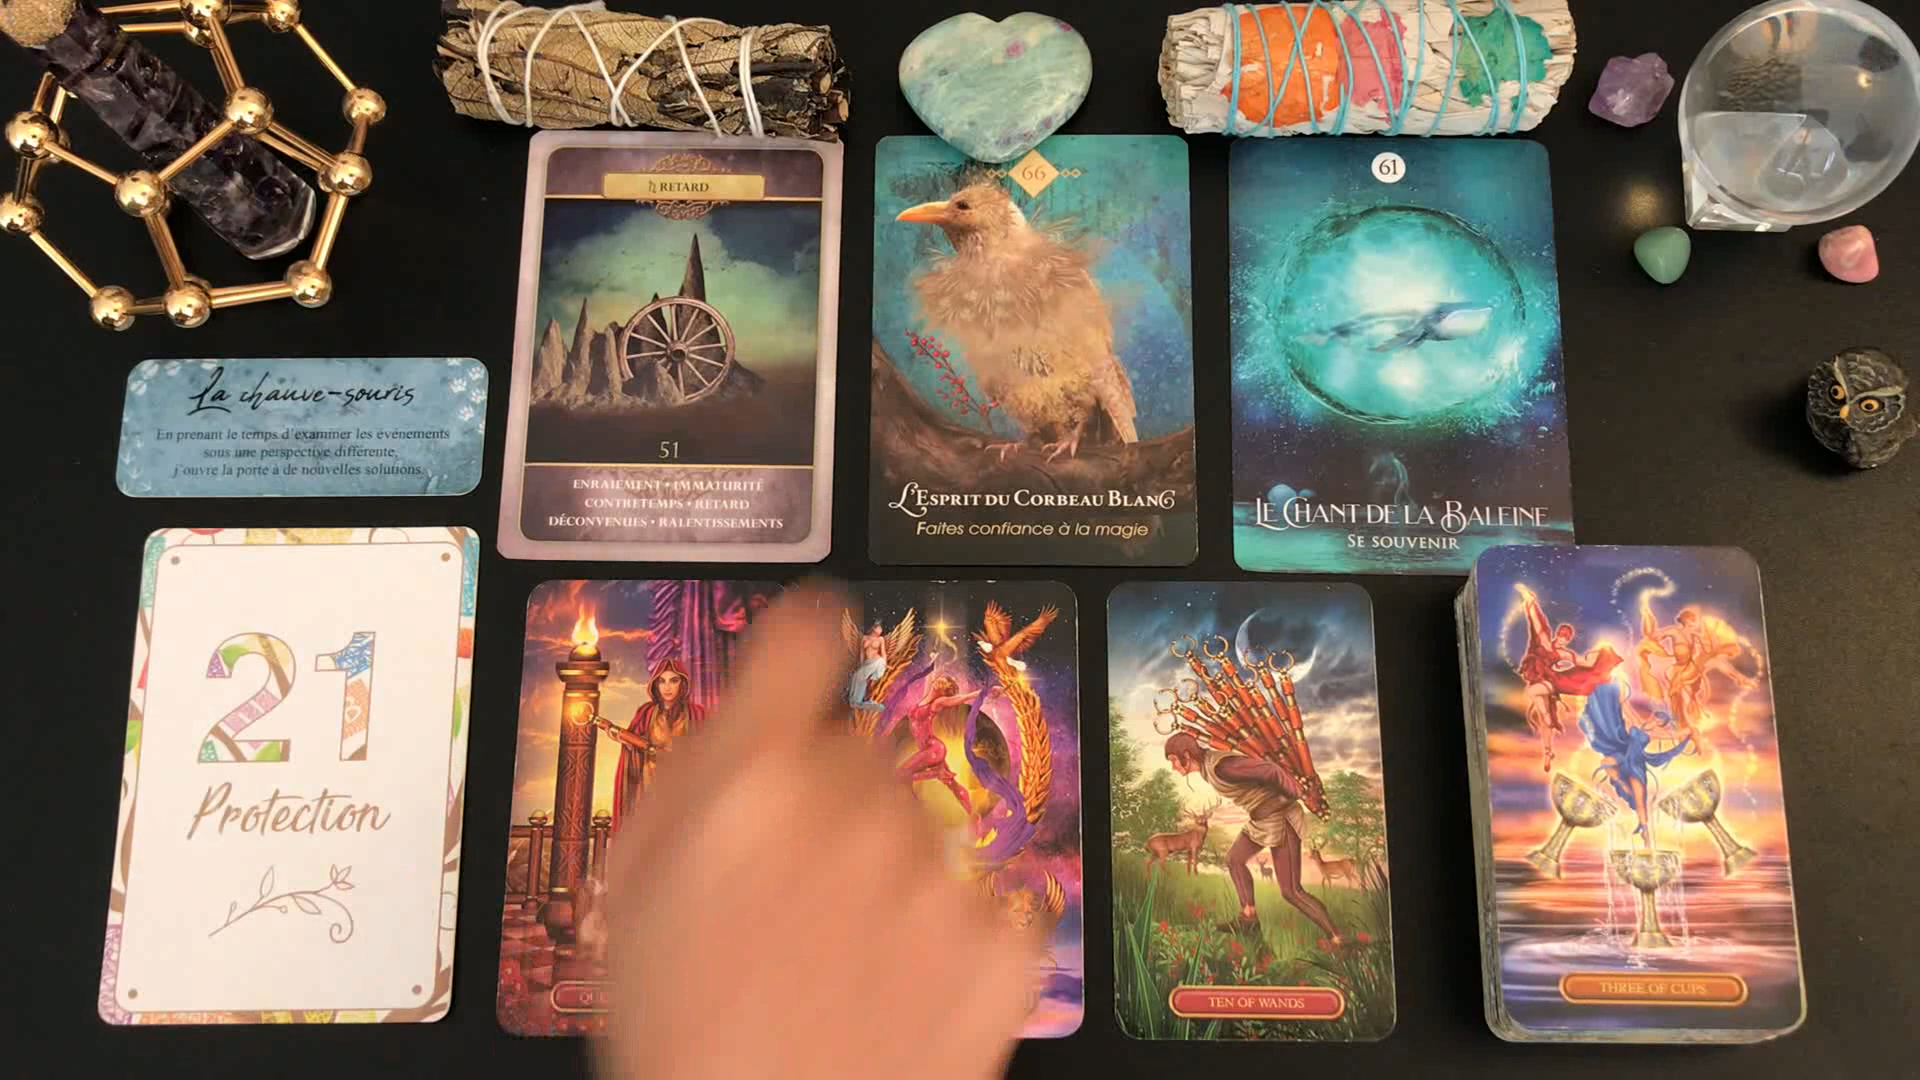 RETARD
51
ENRAIEMENT • IMMATURITÉ
CONTRETEMPS • RETARD
DÉCONVENUES • RALENTISSEMENTS
66
L'ESPRIT DU CORBEAU BLANC
Faites confiance à la magie
61
LE CHANT DE LA BALEINE
SE SOUVENIR
La chauve-souris
En prenant le temps d'examiner les événements
sous une perspective différente,
j'ouvre la porte à de nouvelles solutions.
21
Protection
TEN OF WANDS
THREE OF CUPS